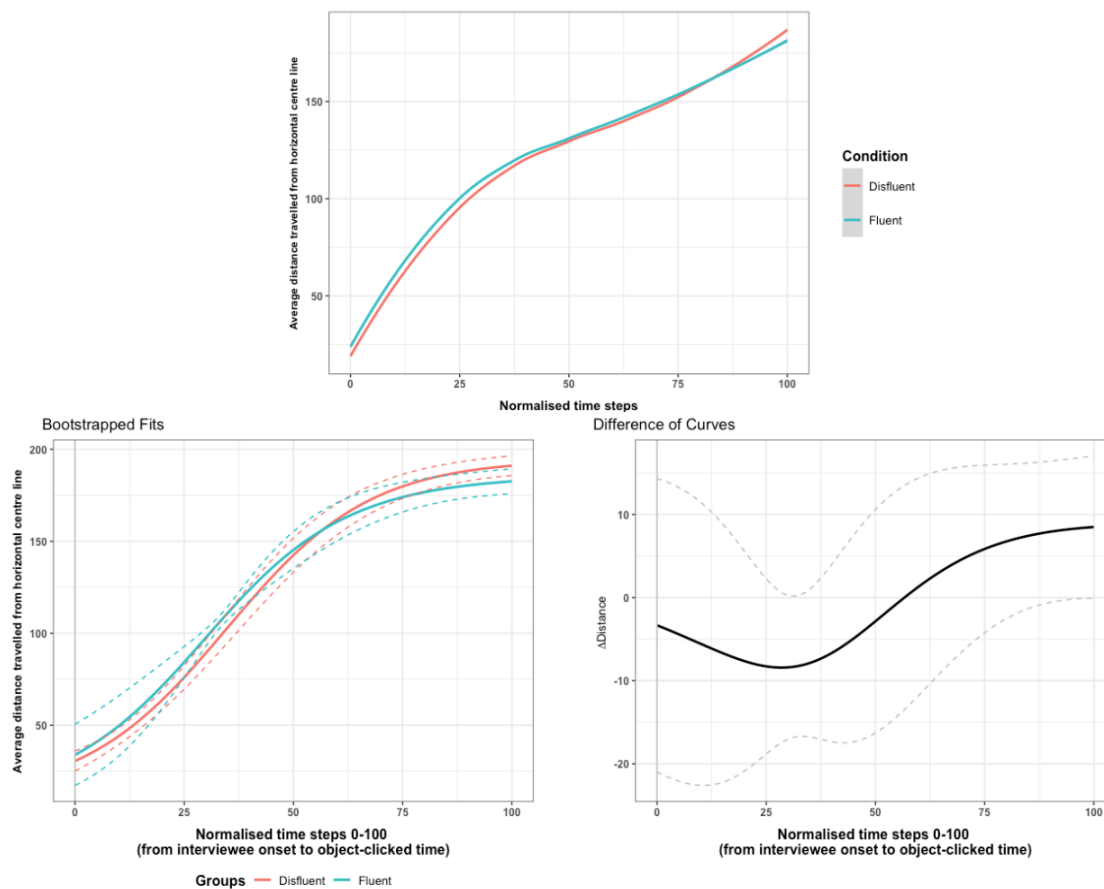 Average distance travelled from horizontal centre line
150
100
50
0
25
50
75
100
Normalised time steps
Condition
Disfluent
Fluent
Bootstrapped Fits
Average distance travelled from horizontal centre line
200
150
100
50
0
25
50
75
100
Normalised time steps 0-100
(from interviewee onset to object-clicked time)
Groups Disfluent Fluent
Difference of Curves
ΔDistance
10
0
-10
-20
0
25
50
75
100
Normalised time steps 0-100
(from interviewee onset to object-clicked time)